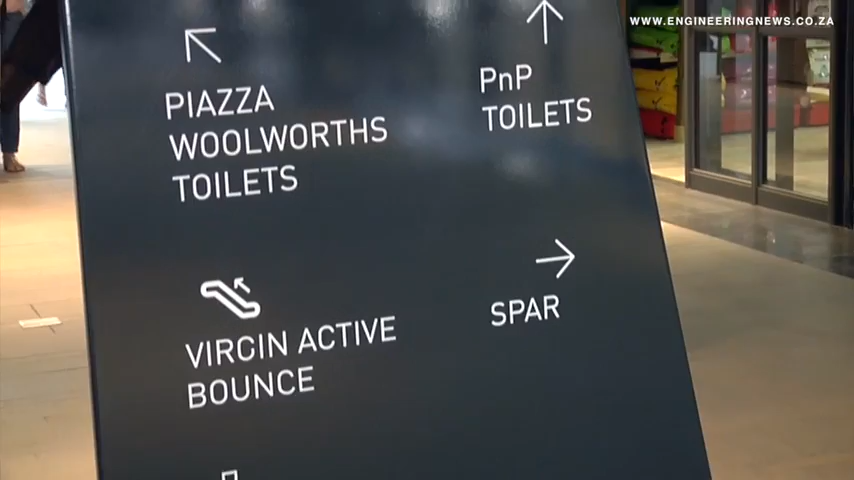 WWW.ENGINEERINGNEWS.CO.ZA
PIAZZA
WOOLWORTHS
TOILETS
PnP
TOILETS
VIRGIN ACTIVE
BOUNCE
SPAR